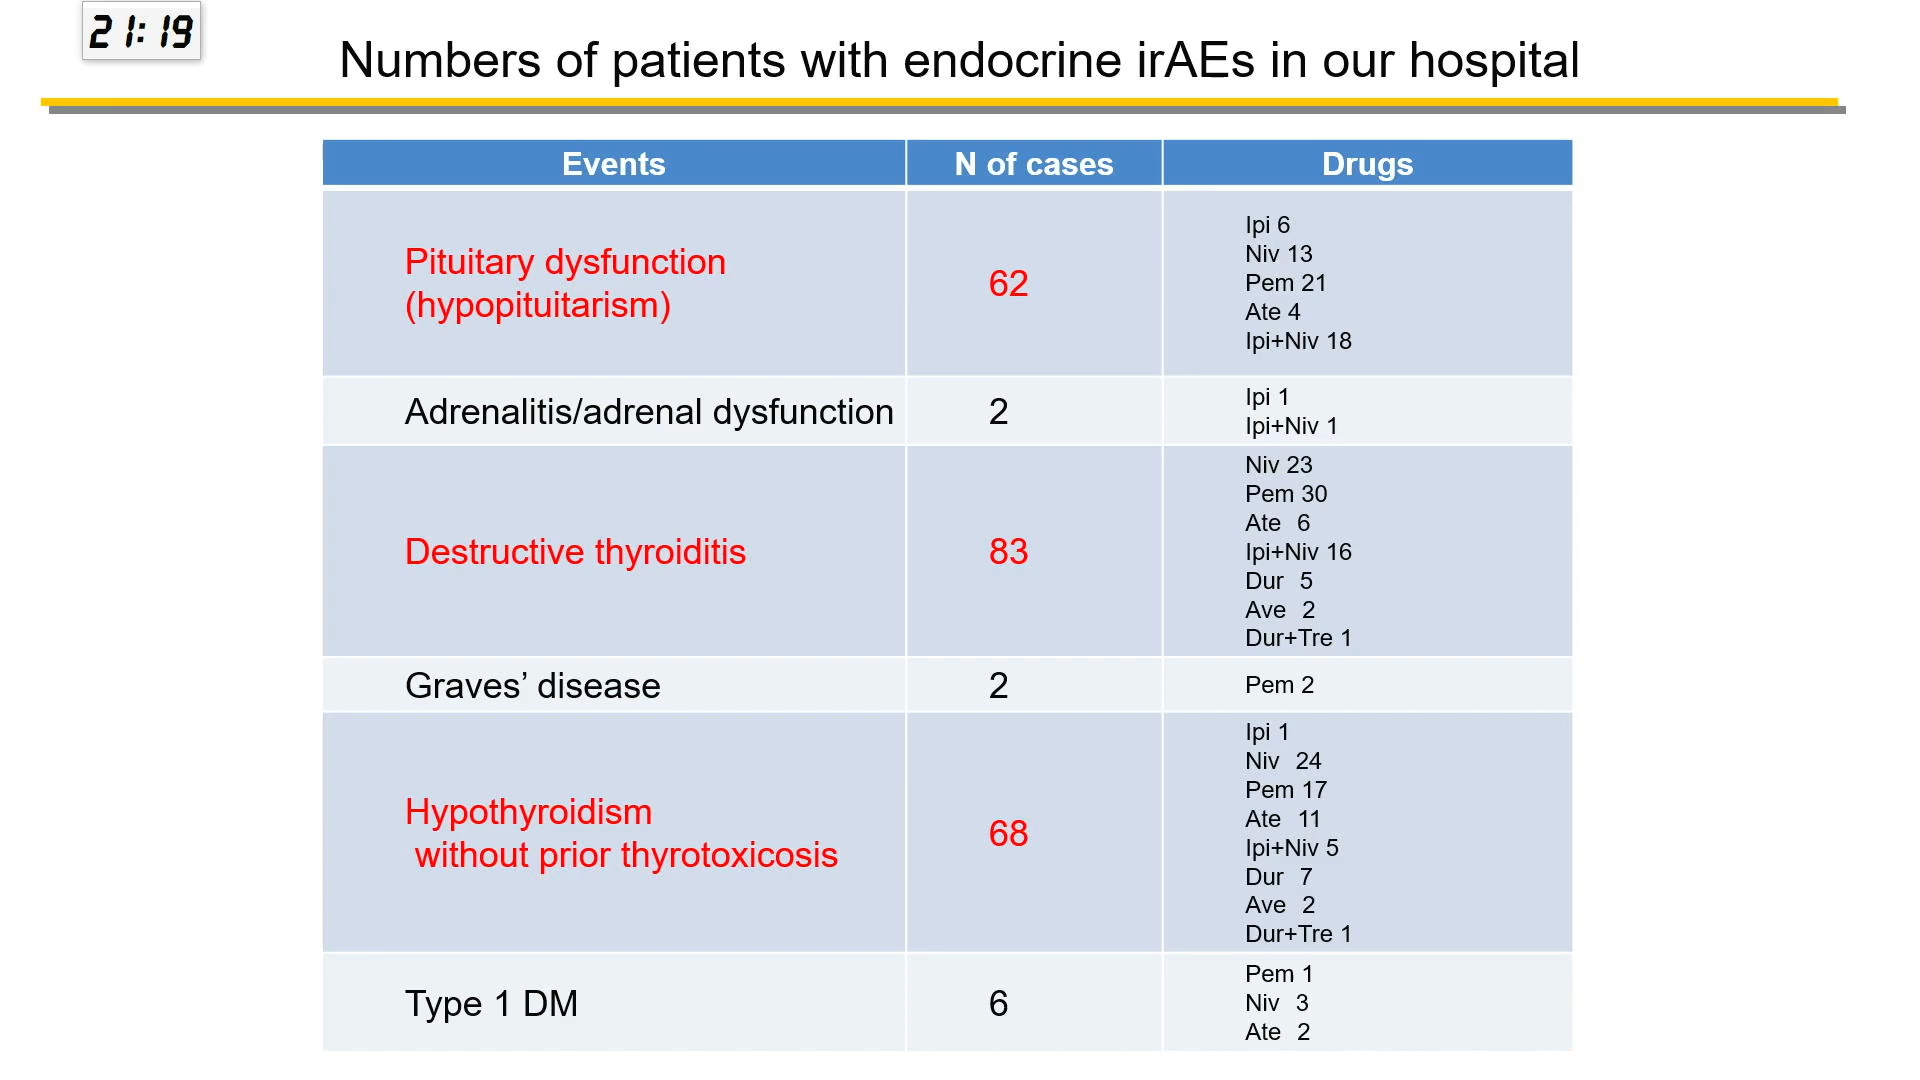 21:19
Numbers of patients with endocrine irAEs in our hospital
Events
N of cases
Drugs
Pituitary dysfunction
(hypopituitarism)
62
Ipi 6
Niv 13
Pem 21
Ate 4
Ipi+Niv 18
Adrenalitis/adrenal dysfunction
2
Ipi 1
Ipi+Niv 1
Destructive thyroiditis
83
Niv 23
Pem 30
Ate 6
Ipi+Niv 16
Dur 5
Ave 2
Dur+Tre 1
Graves’ disease
2
Pem 2
Hypothyroidism
without prior thyrotoxicosis
68
Ipi 1
Niv 24
Pem 17
Ate 11
Ipi+Niv 5
Dur 7
Ave 2
Dur+Tre 1
Type 1 DM
6
Pem 1
Niv 3
Ate 2